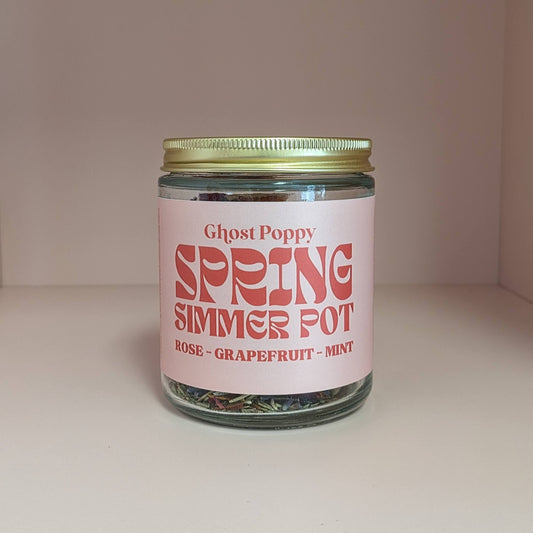 Ghost Poppy
SPRING
SIMMER POT
ROSE - GRAPEFRUIT - MINT